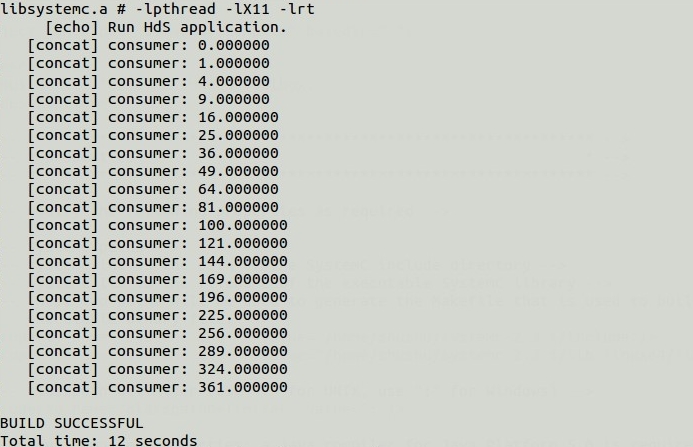 libsystemc.a # -lpthread -lX11 -lrt
[echo] Run HdS application.
[concat] consumer: 0.000000
[concat] consumer: 1.000000
[concat] consumer: 4.000000
[concat] consumer: 9.000000
[concat] consumer: 16.000000
[concat] consumer: 25.000000
[concat] consumer: 36.000000
[concat] consumer: 49.000000
[concat] consumer: 64.000000
[concat] consumer: 81.000000
[concat] consumer: 100.000000
[concat] consumer: 121.000000
[concat] consumer: 144.000000
[concat] consumer: 169.000000
[concat] consumer: 196.000000
[concat] consumer: 225.000000
[concat] consumer: 256.000000
[concat] consumer: 289.000000
[concat] consumer: 324.000000
[concat] consumer: 361.000000
BUILD SUCCESSFUL
Total time: 12 seconds